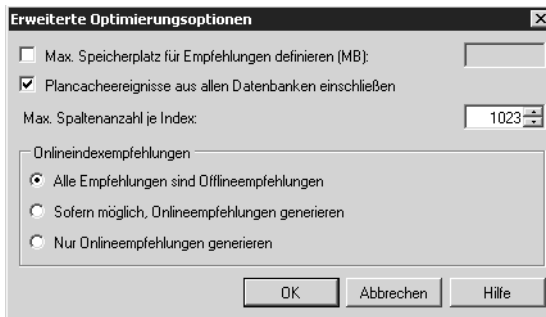 Erweiterte Optimierungsoptionen
Max. Speicherplatz für Empfehlungen definieren (MB):
Plancacheereignisse aus allen Datenbanken einschließen
Max. Spaltenanzahl je Index: 1023
Onlineindexempfehlungen
Alle Empfehlungen sind Offlineempfehlungen
Sofern möglich, Onlineempfehlungen generieren
Nur Onlineempfehlungen generieren
OK Abbrechen Hilfe